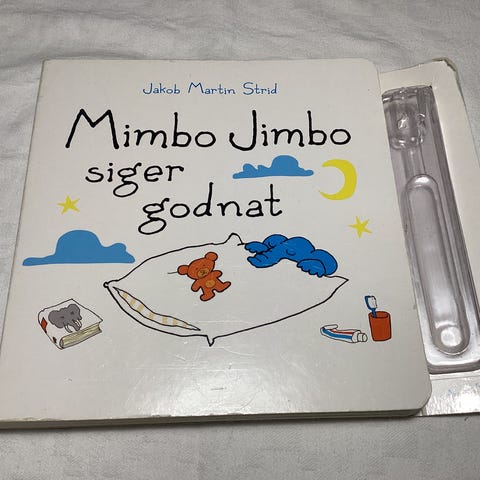 Jakob Martin Strid
Mimbo Jimbo
siger
godnat